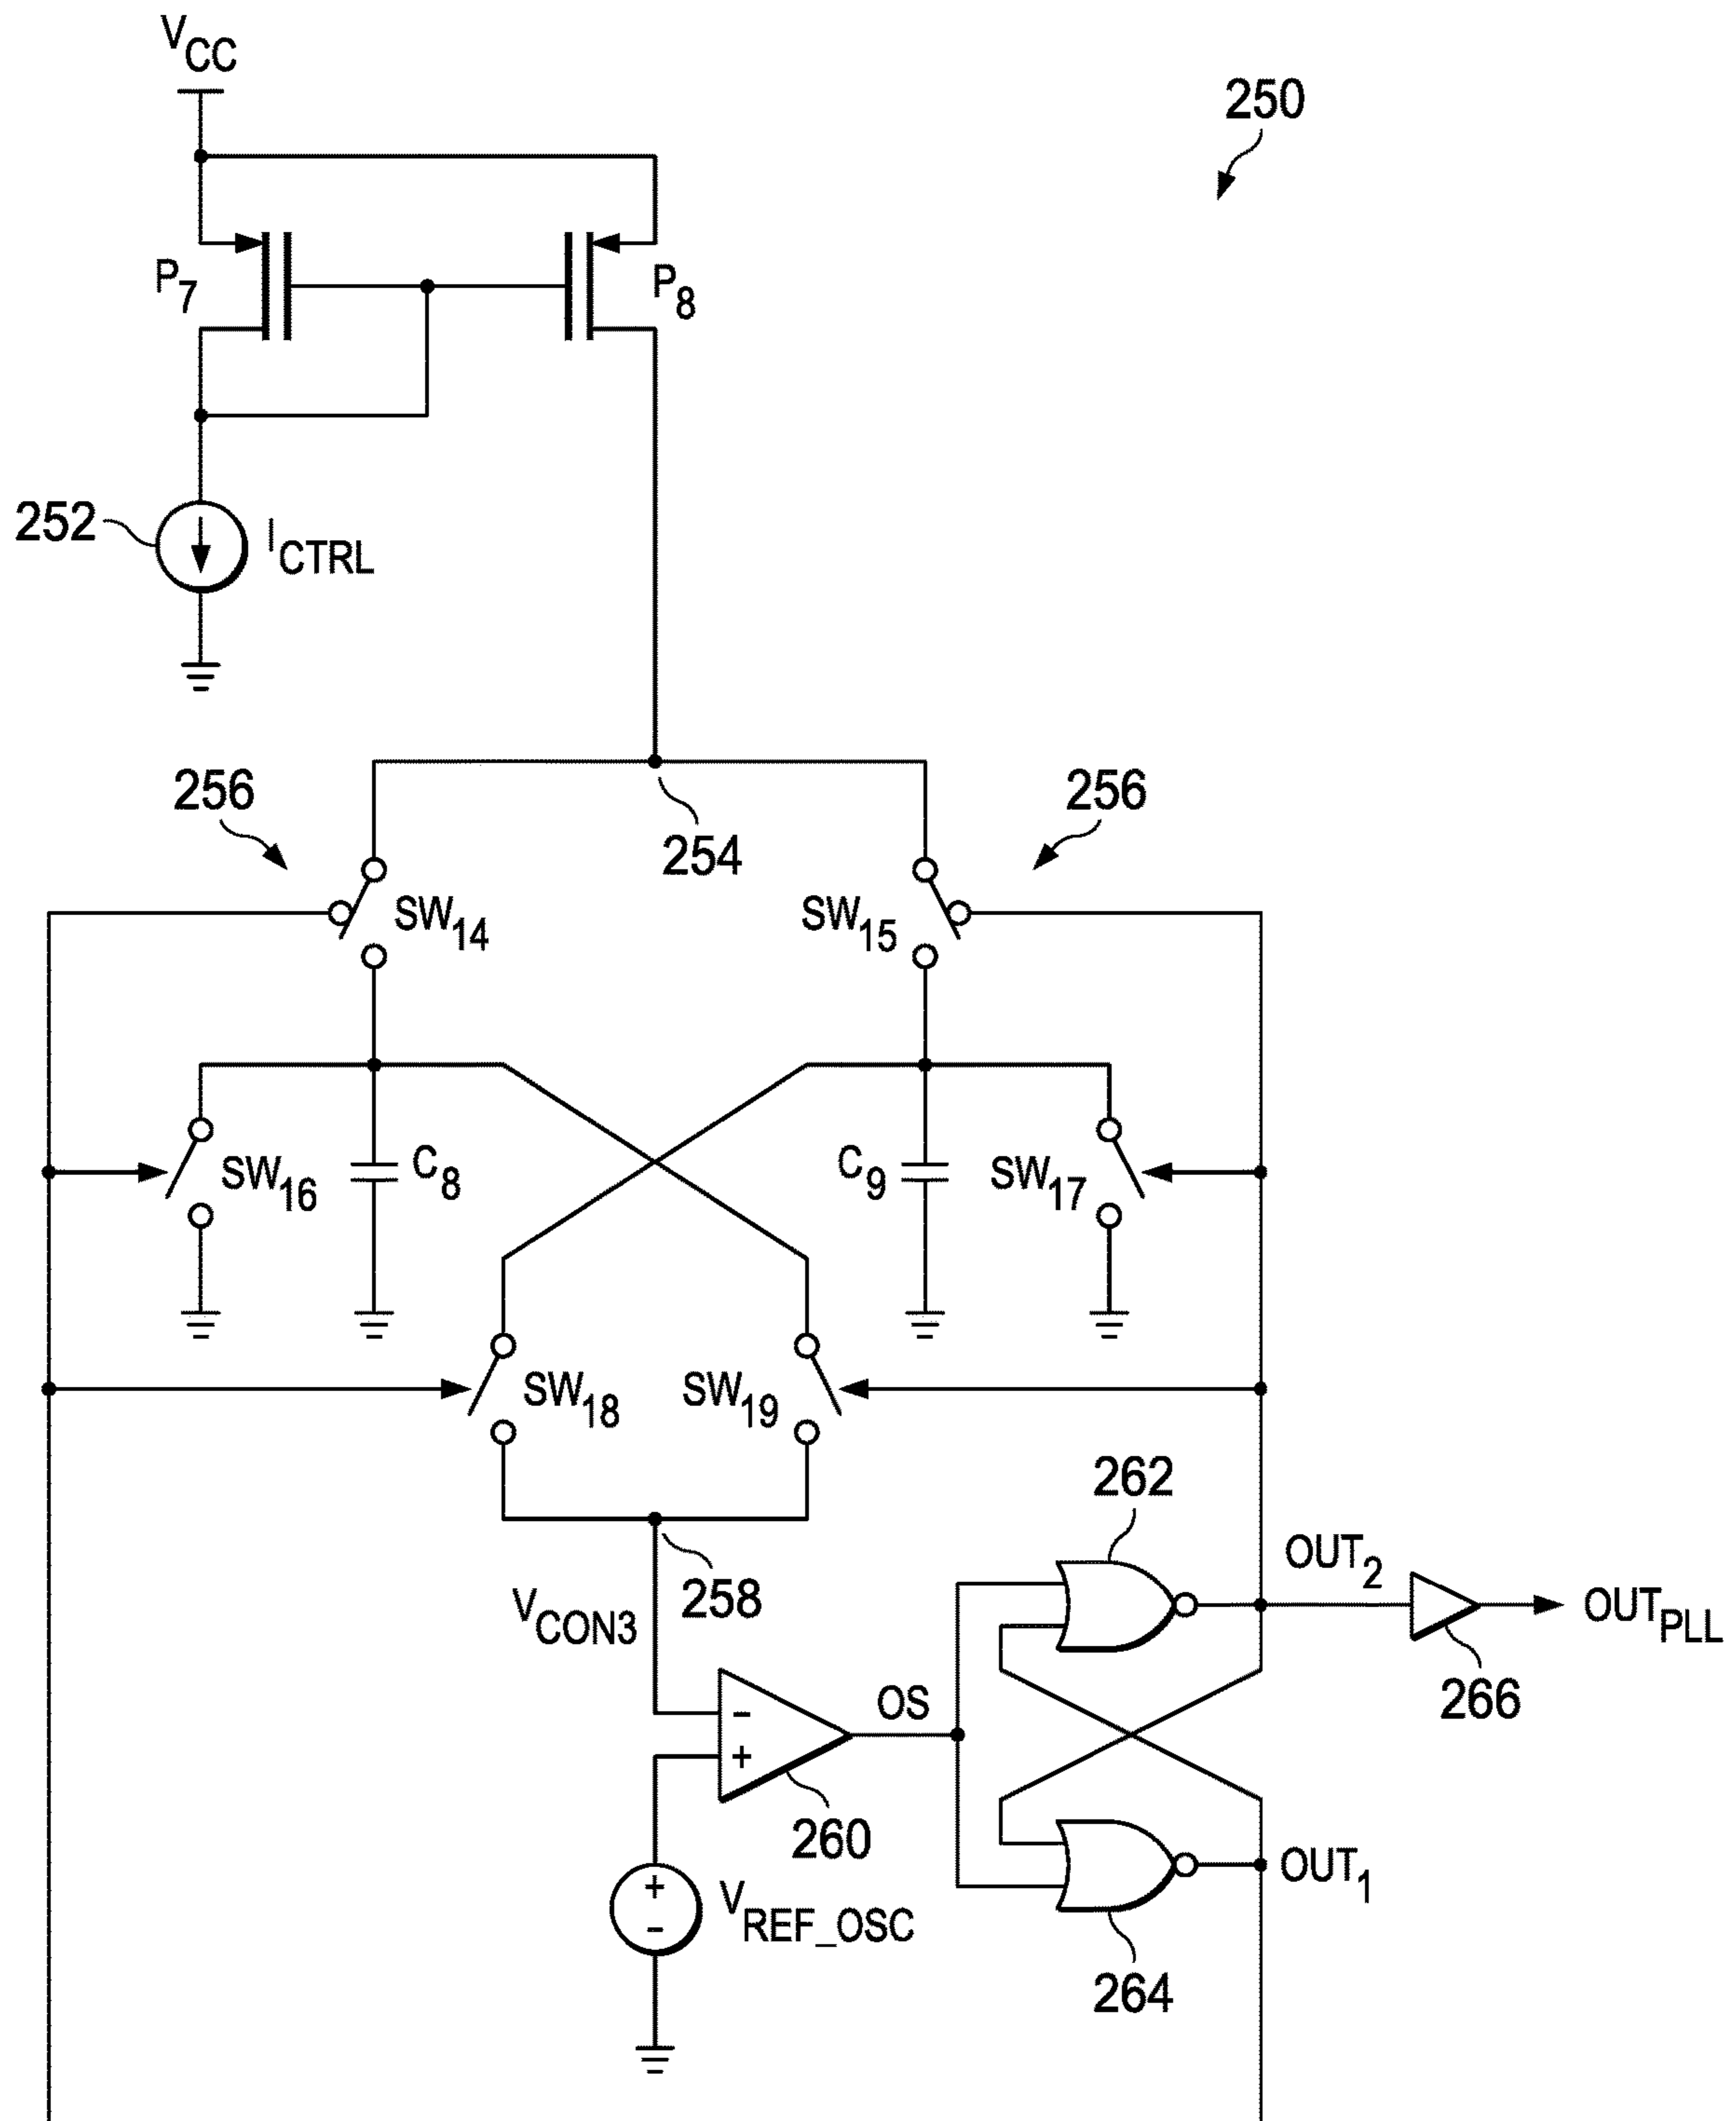 VCC
250
P7
P8
252
ICTRL
256
256
254
SW14
SW15
SW16
C8
C9
SW17
SW18
SW19
262
OUT2
258
VCON3
OUTPLL
OS
266
-
+
260
OUT1
+
VREF_OSC
-
264